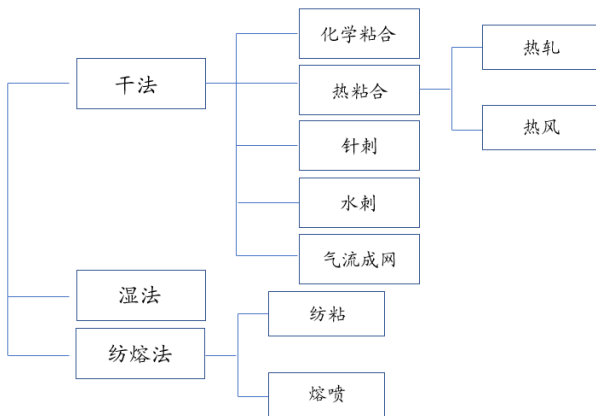 干法
化学粘合
热粘合
热轧
热风
针刺
水刺
气流成网
湿法
纺熔法
纺粘
熔喷